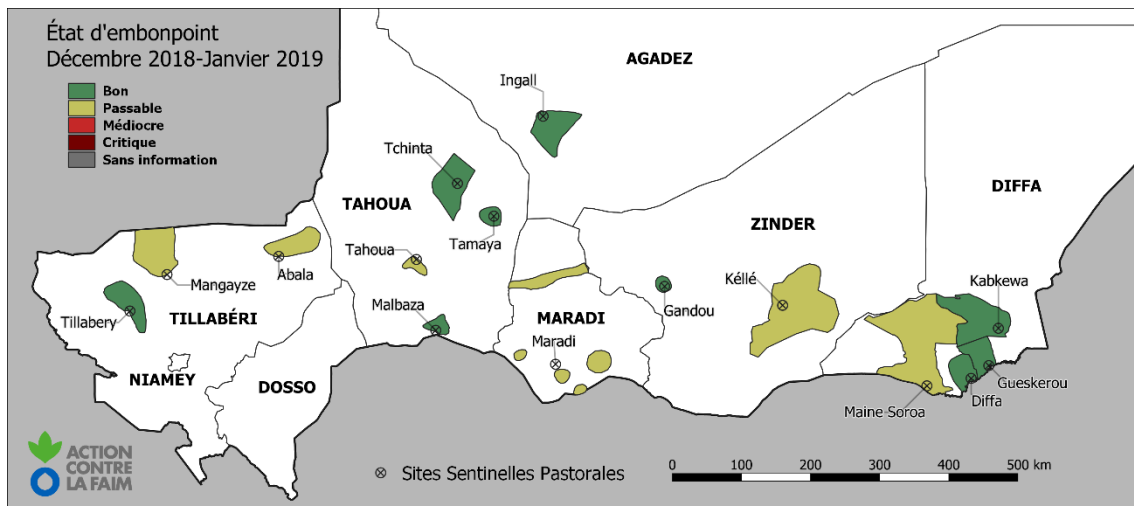 État d'embonpoint
Décembre 2018-Janvier 2019
Bon
Passable
Médiocre
Critique
Sans information
AGADEZ
Ingall
Tchinta
DIFFA
TAHOUA
ZINDER
Tamaya
Tahoua
Abala
Mangayze
Kéllé
Kabkewa
Gandou
Malbaza
Tillabery
TILLABÉRI
MARADI
Maradi
NIAMEY
DOSSO
Gueskerou
Diffa
Maine-Soroa
ACTION
CONTRE
LA FAIM
Sites Sentinelles Pastorales
0 100 200 300 400 500 km